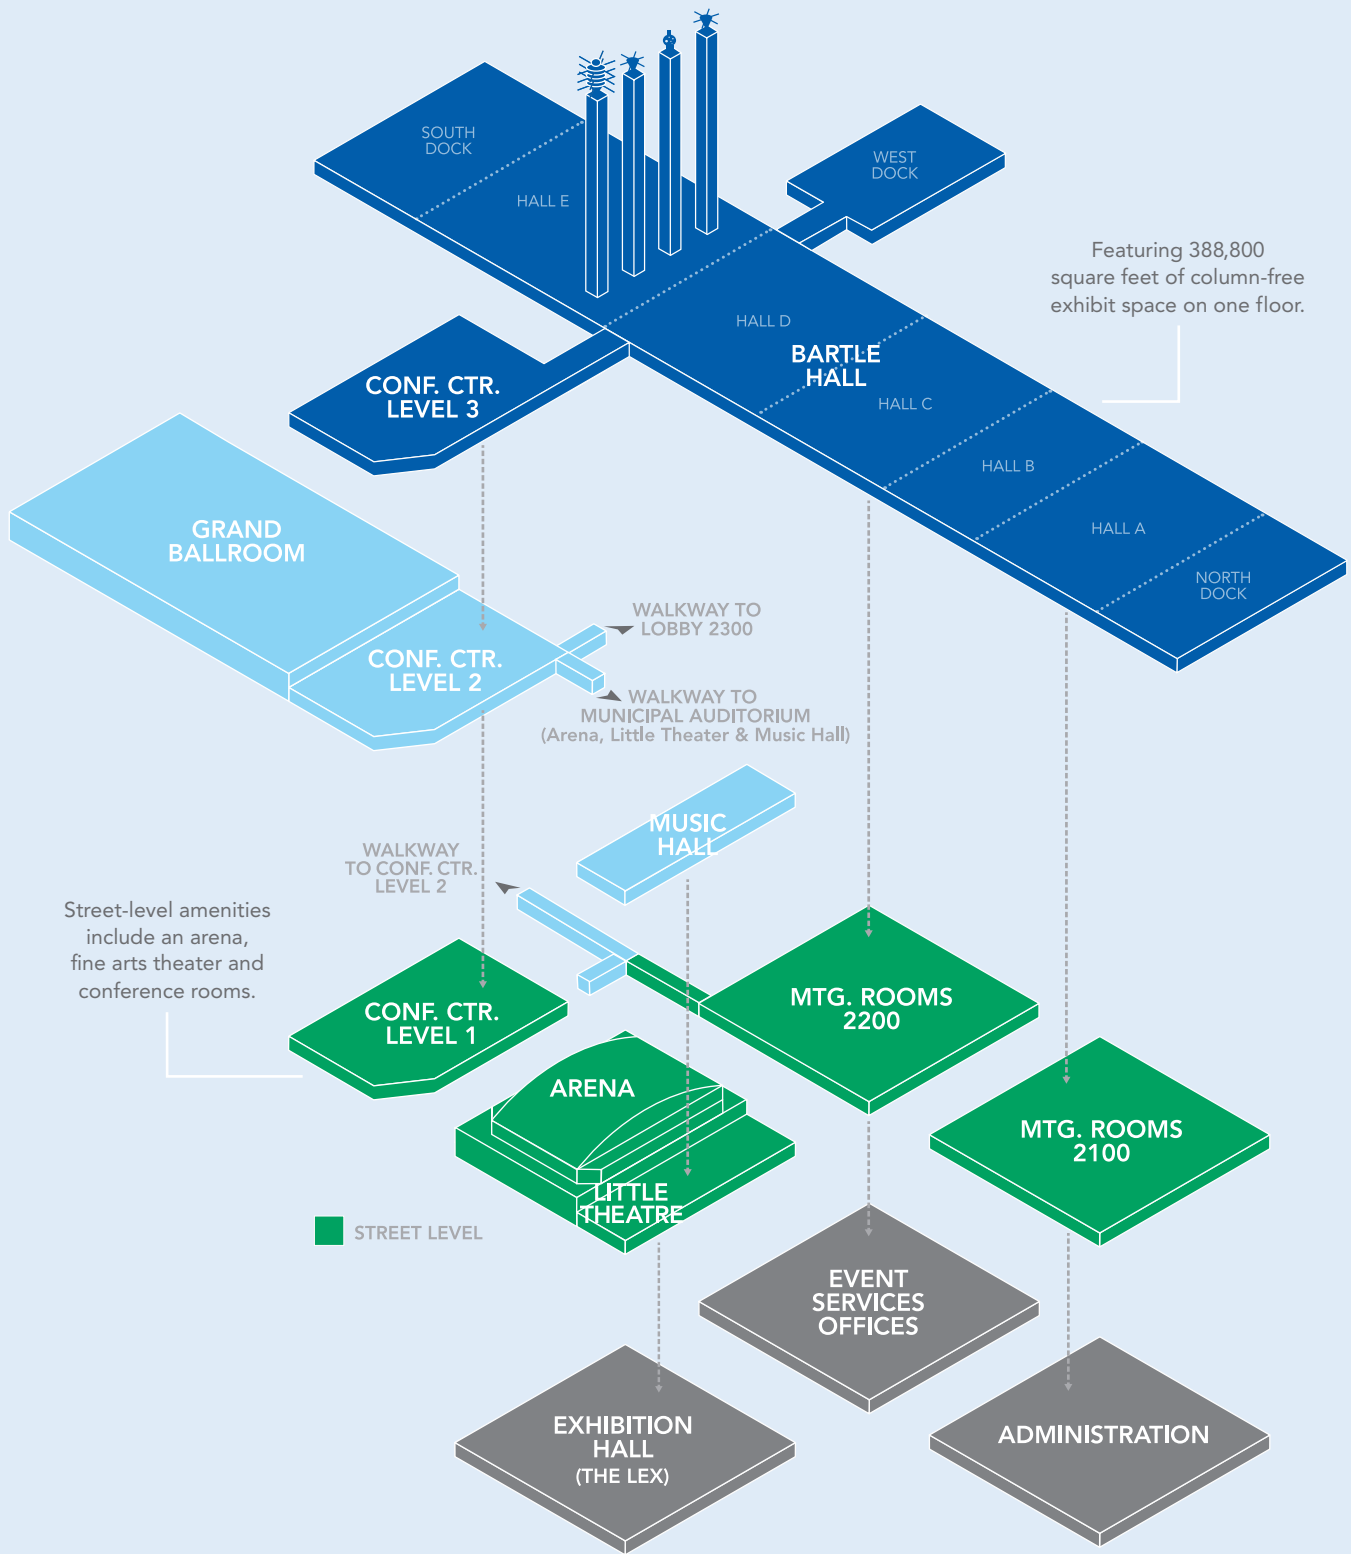 SOUTH
DOCK
HALL E
WEST
DOCK
Featuring 388,800
square feet of column-free
exhibit space on one floor.
HALL D
BARTLE
HALL
HALL C
HALL B
HALL A
NORTH
DOCK
CONF. CTR.
LEVEL 3
GRAND
BALLROOM
WALKWAY TO
LOBBY 2300
CONF. CTR.
LEVEL 2
WALKWAY TO
MUNICIPAL AUDITORIUM
(Arena, Little Theater & Music Hall)
MUSIC
HALL
WALKWAY
TO CONF. CTR.
LEVEL 2
Street-level amenities
include an arena,
fine arts theater and
conference rooms.
CONF. CTR.
LEVEL 1
MTG. ROOMS
2200
ARENA
MTG. ROOMS
2100
LITTLE
THEATRE
STREET LEVEL
EVENT
SERVICES
OFFICES
EXHIBITION
HALL
(THE LEX)
ADMINISTRATION